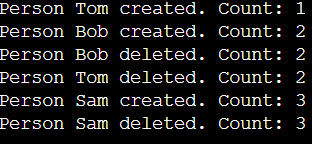 Person Tom created. Count: 1
Person Bob created. Count: 2
Person Bob deleted. Count: 2
Person Tom deleted. Count: 2
Person Sam created. Count: 3
Person Sam deleted. Count: 3